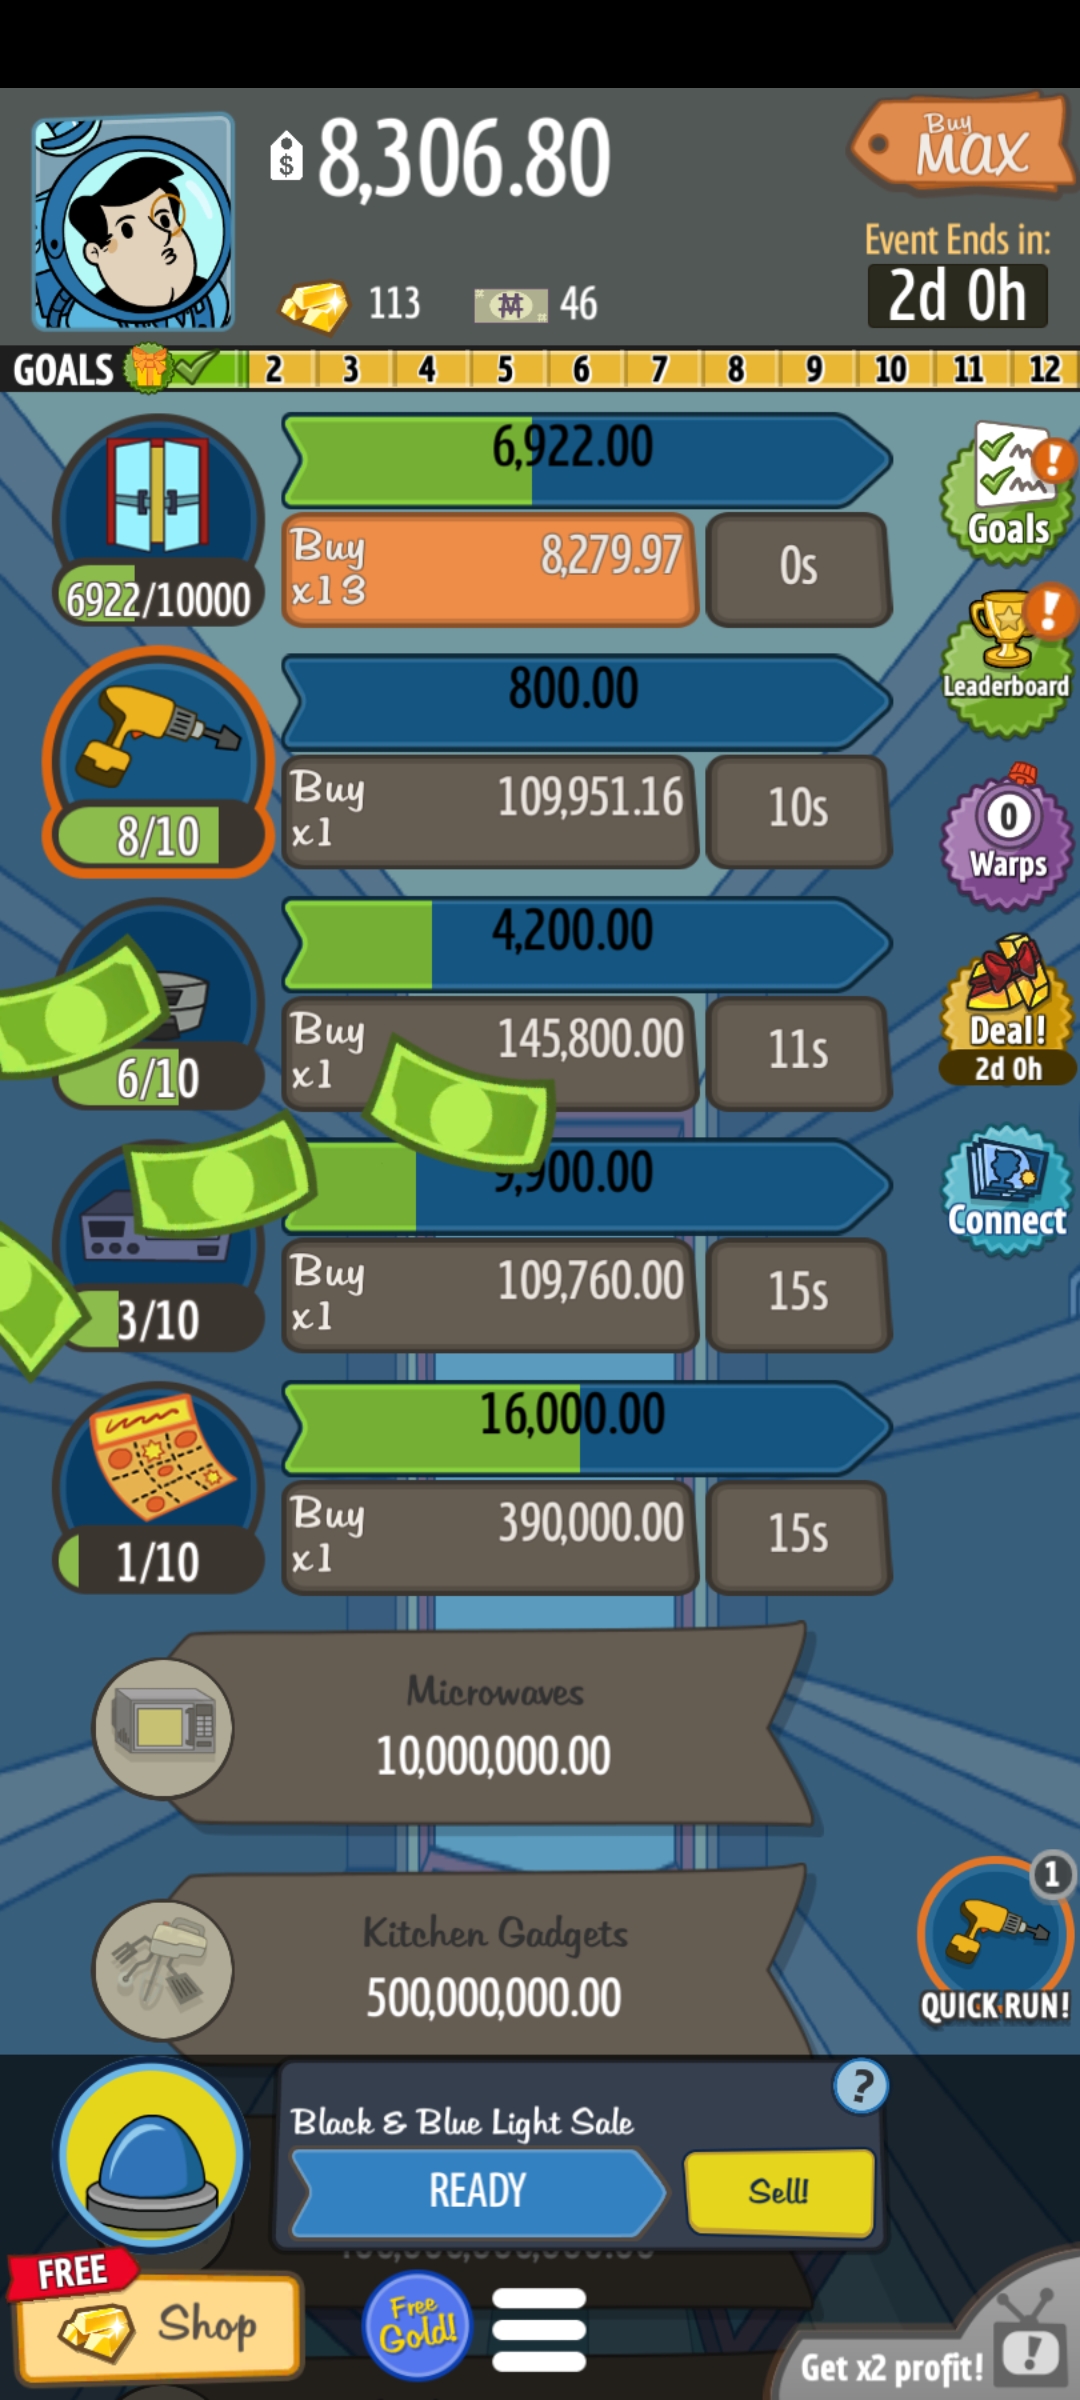 $ 8,306.80
Buy
MAX
Event Ends in:
2d 0h
113
46
GOALS 2 3 4 5 6 7 8 9 10 11 12
6,922.00
Buy
x13
8,279.97
0s
6922/10000
Goals
800.00
Buy
x1
109,951.16
10s
8/10
Leaderboard
4,200.00
Buy
x1
145,800.00
11s
6/10
0
Warps
Deal!
2d 0h
9,900.00
Buy
x1
109,760.00
15s
3/10
Connect
16,000.00
Buy
x1
390,000.00
15s
1/10
Microwaves
10,000,000.00
Kitchen Gadgets
500,000,000.00
1
QUICK RUN!
Black & Blue Light Sale
?
READY
Sell!
FREE
Shop
Free
Gold!
Get x2 profit!